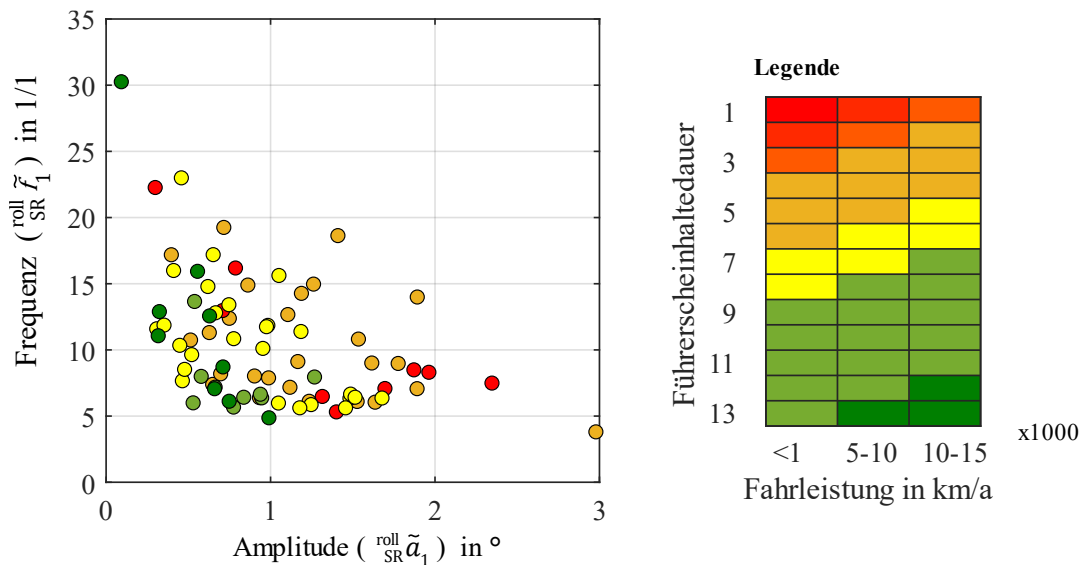 35
30
25
20
15
10
5
0
0 1 2 3
Frequenz (roll SR f̃ 1) in 1/1
Amplitude (roll SR ã 1) in °
Legende
Führerscheinhaltedauer
1
3
5
7
9
11
13
<1 5-10 10-15
x1000
Fahrleistung in km/a